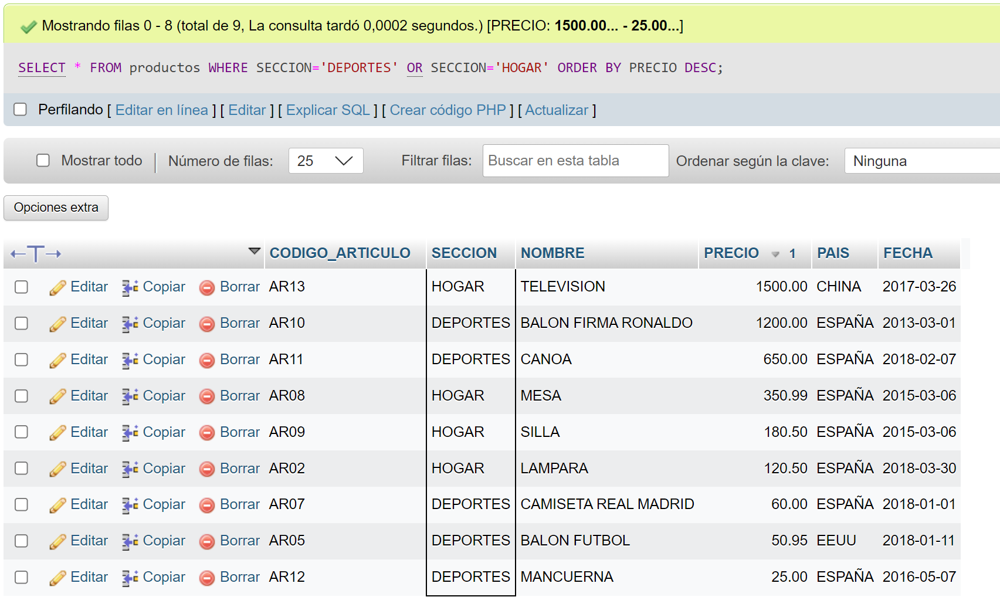 Mostrando filas 0 - 8 (total de 9, La consulta tardó 0,0002 segundos.) [PRECIO: 1500.00... - 25.00...]
SELECT * FROM productos WHERE SECCION='DEPORTES' OR SECCION='HOGAR' ORDER BY PRECIO DESC;
Perfilando [ Editar en línea ] [ Editar ] [ Explicar SQL ] [ Crear código PHP ] [ Actualizar ]
Mostrar todo Número de filas: 25 Filtrar filas: Buscar en esta tabla Ordenar según la clave: Ninguna
Opciones extra
CODIGO_ARTICULO SECCION NOMBRE PRECIO 1 PAIS FECHA
Editar Copiar Borrar AR13 HOGAR TELEVISION 1500.00 CHINA 2017-03-26
Editar Copiar Borrar AR10 DEPORTES BALON FIRMA RONALDO 1200.00 ESPAÑA 2013-03-01
Editar Copiar Borrar AR11 DEPORTES CANOA 650.00 ESPAÑA 2018-02-07
Editar Copiar Borrar AR08 HOGAR MESA 350.99 ESPAÑA 2015-03-06
Editar Copiar Borrar AR09 HOGAR SILLA 180.50 ESPAÑA 2015-03-06
Editar Copiar Borrar AR02 HOGAR LAMPARA 120.50 ESPAÑA 2018-03-30
Editar Copiar Borrar AR07 DEPORTES CAMISETA REAL MADRID 60.00 ESPAÑA 2018-01-01
Editar Copiar Borrar AR05 DEPORTES BALON FUTBOL 50.95 EEUU 2018-01-11
Editar Copiar Borrar AR12 DEPORTES MANCUERNA 25.00 ESPAÑA 2016-05-07